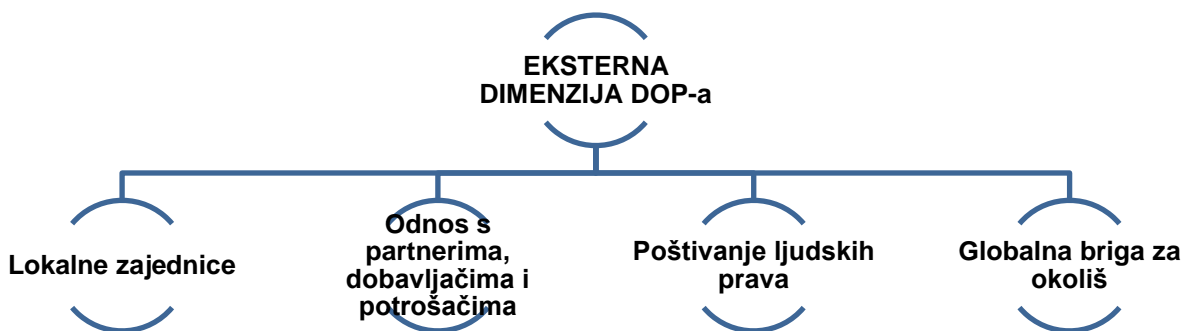 EKSTERNA
DIMENZIJA DOP-a
Lokalne zajednice
Odnos s
partnerima,
dobavljačima i
potrošačima
Poštivanje ljudskih
prava
Globalna briga za
okoliš